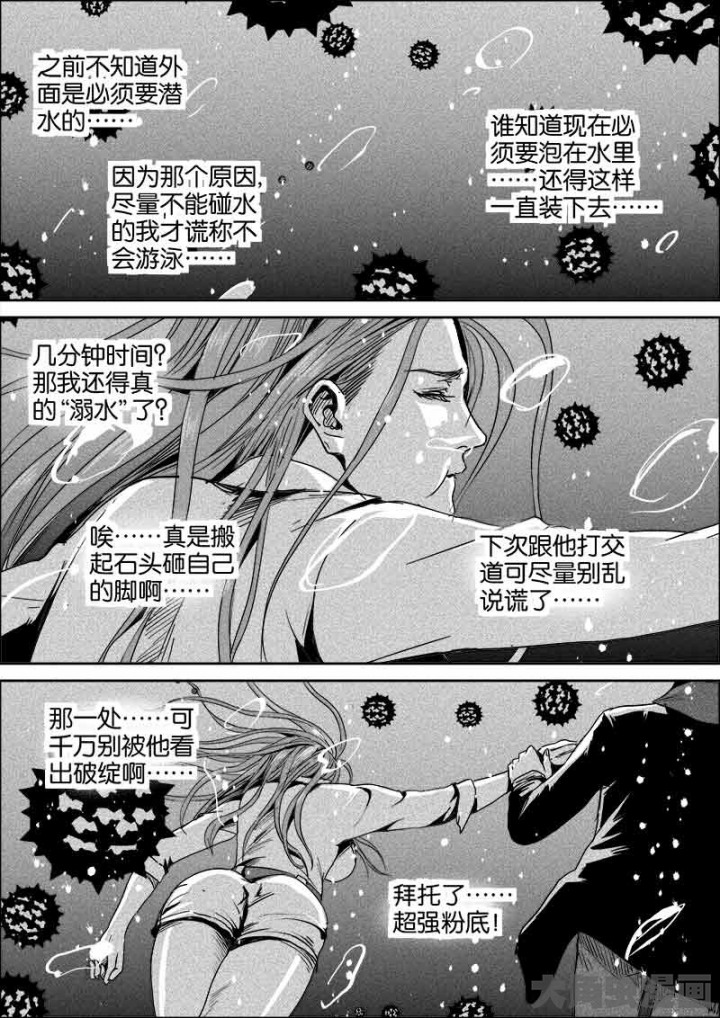 之前不知道外
面是必须要潜
水的……
因为那个原因，
尽量不能碰水
的我才谎称不
会游泳……
谁知道现在必
须要泡在水里
……还得这样
一直装下去……
几分钟时间？
那我还得真
的“溺水”了？
唉……真是搬
起石头砸自己
的脚啊……
下次跟他打交
道可尽量别乱
说谎了……
那一处……可
千万别被他看
出破绽啊……
拜托了……
超强粉底！